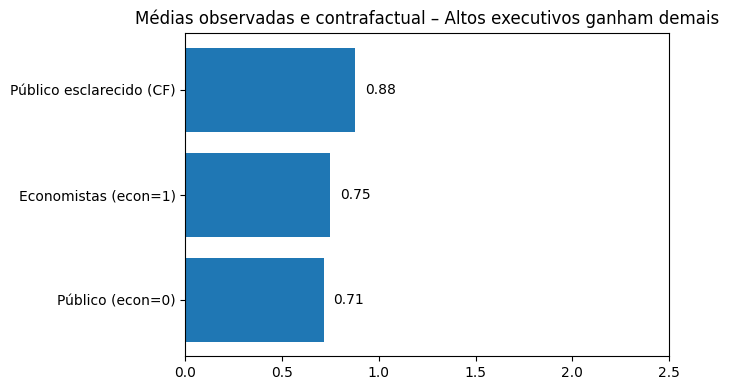 Médias observadas e contrafactual – Altos executivos ganham demais
Público esclarecido (CF)
0.88
Economistas (econ=1)
0.75
Público (econ=0)
0.71
0.0 0.5 1.0 1.5 2.0 2.5